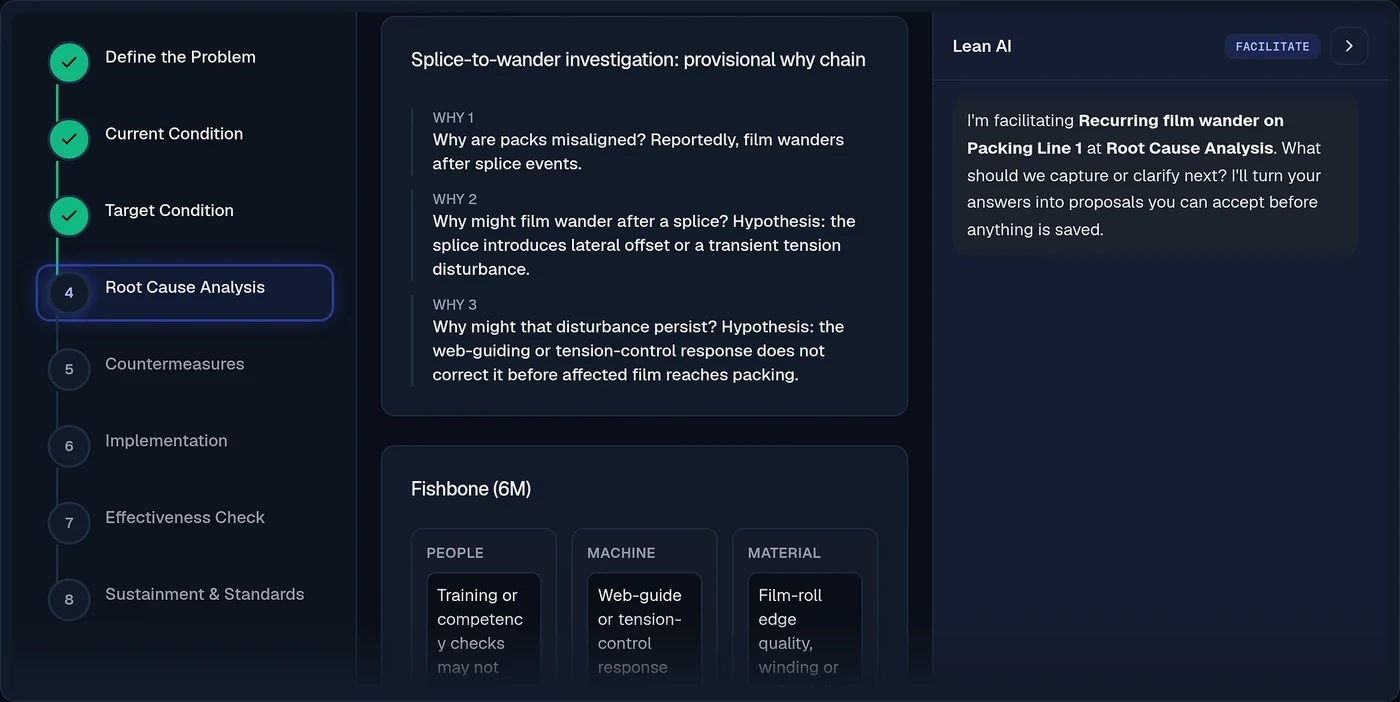 Define the Problem
Current Condition
Target Condition
4
Root Cause Analysis
5
Countermeasures
6
Implementation
7
Effectiveness Check
8
Sustainment & Standards
Splice-to-wander investigation: provisional why chain
WHY 1
Why are packs misaligned? Reportedly, film wanders
after splice events.
WHY 2
Why might film wander after a splice? Hypothesis: the
splice introduces lateral offset or a transient tension
disturbance.
WHY 3
Why might that disturbance persist? Hypothesis: the
web-guiding or tension-control response does not
correct it before affected film reaches packing.
Fishbone (6M)
PEOPLE
Training or
competenc
y checks
may not
MACHINE
Web-guide
or tension-
control
response
MATERIAL
Film-roll
edge
quality,
winding or
Lean AI
FACILITATE
I'm facilitating Recurring film wander on
Packing Line 1 at Root Cause Analysis. What
should we capture or clarify next? I'll turn your
answers into proposals you can accept before
anything is saved.